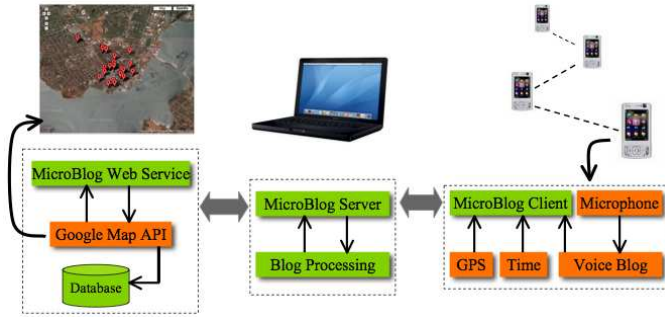 MicroBlog Web Service
Google Map API
Database
MicroBlog Server
Blog Processing
MicroBlog Client
Microphone
GPS
Time
Voice Blog